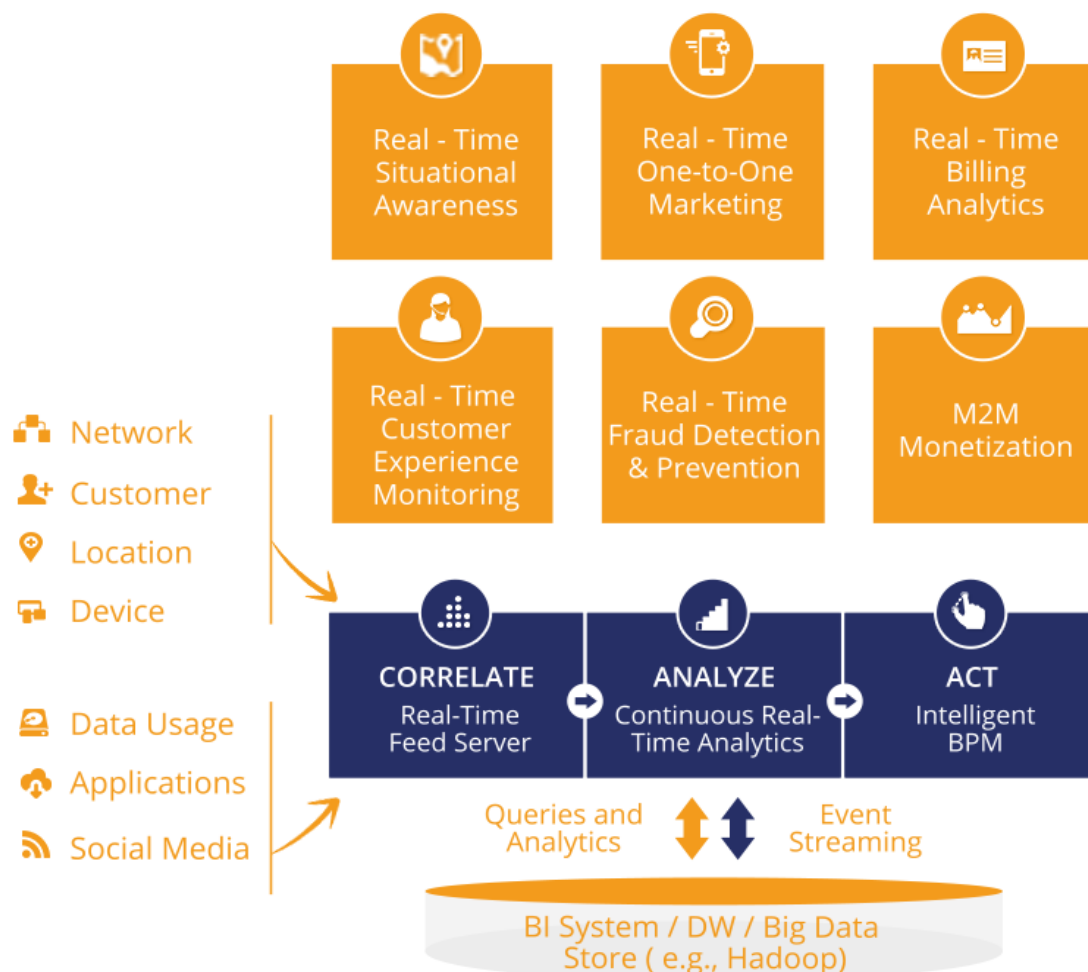 Real - Time
Situational
Awareness
Real - Time
One-to-One
Marketing
Real - Time
Billing
Analytics
Real - Time
Customer
Experience
Monitoring
Real - Time
Fraud Detection
& Prevention
M2M
Monetization
Network
Customer
Location
Device
Data Usage
Applications
Social Media
CORRELATE
Real-Time
Feed Server
ANALYZE
Continuous Real-
Time Analytics
ACT
Intelligent
BPM
Queries and
Analytics
Event
Streaming
BI System / DW / Big Data
Store ( e.g., Hadoop)